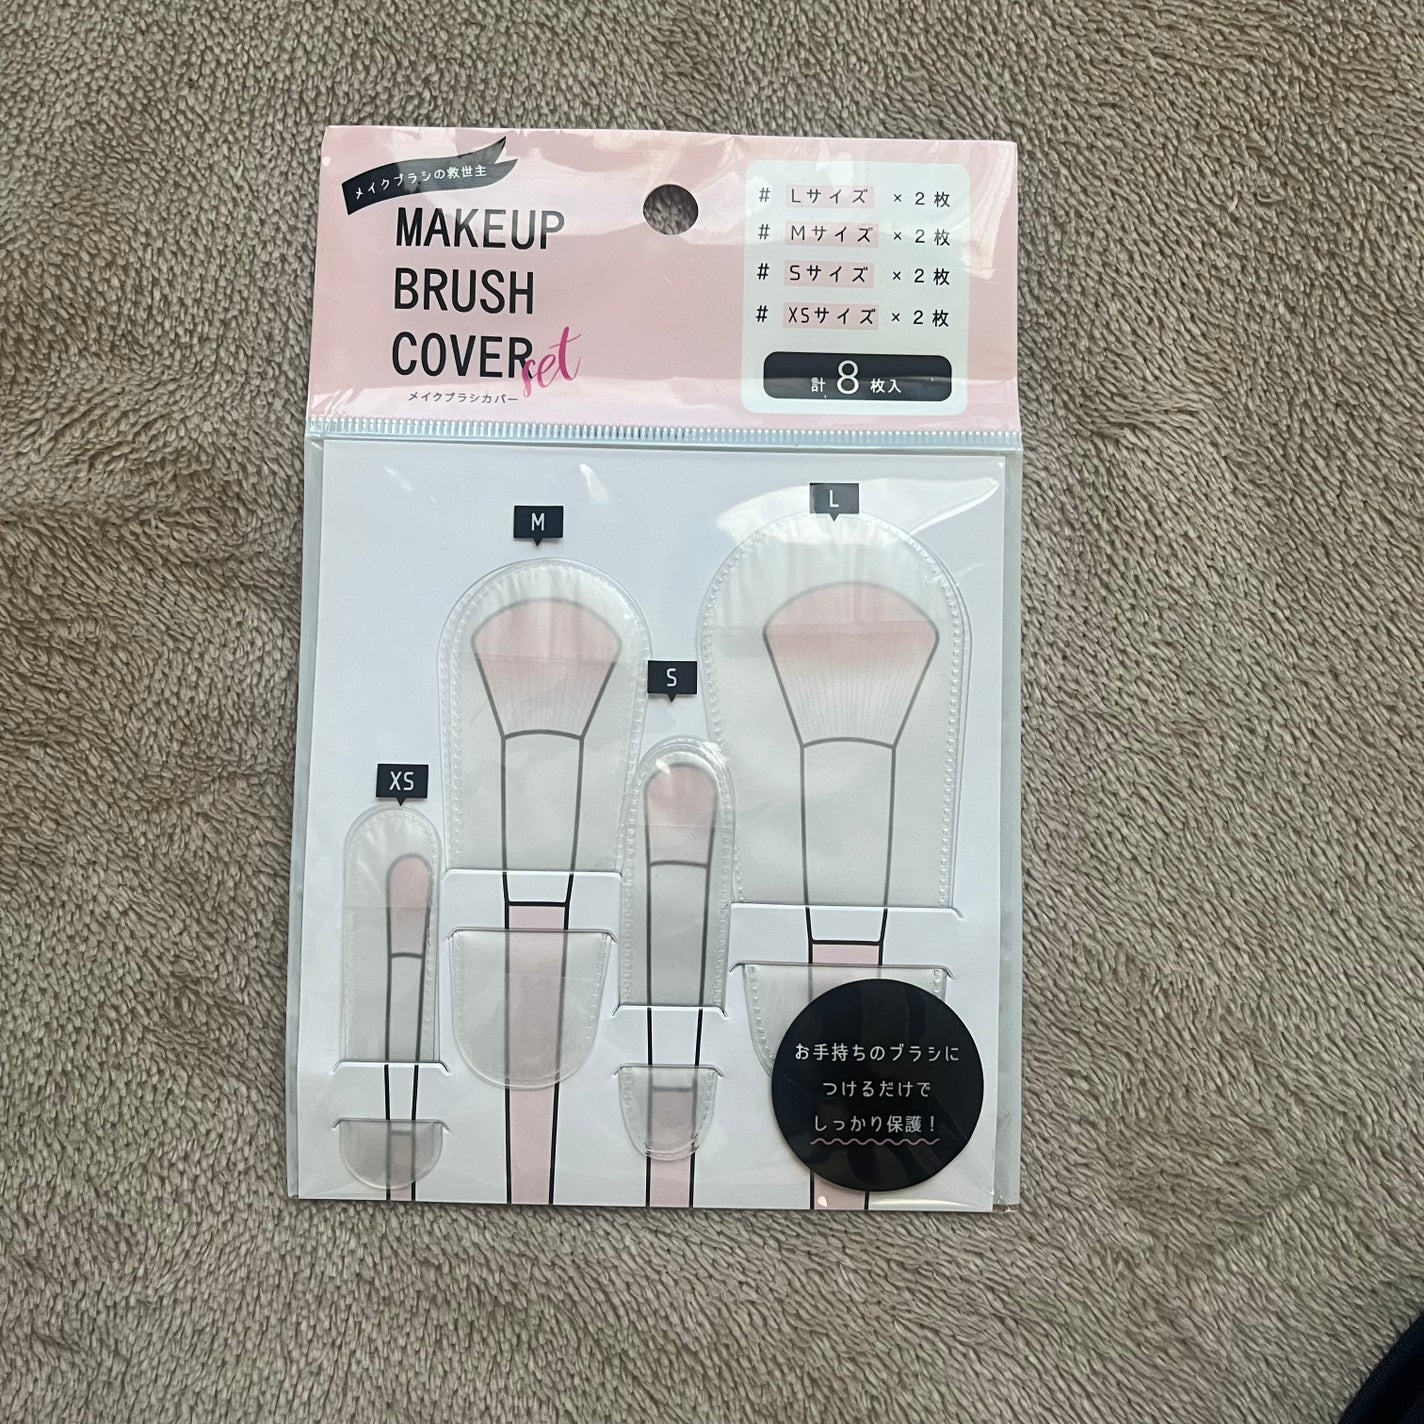 メイクブラシの救世主
MAKEUP
BRUSH
COVER set
メイクブラシカバー
# Lサイズ × 2枚
# Mサイズ × 2枚
# Sサイズ × 2枚
# XSサイズ × 2枚
計 8 枚入
L
M
S
XS
お手持ちのブラシに
つけるだけで
しっかり保護！